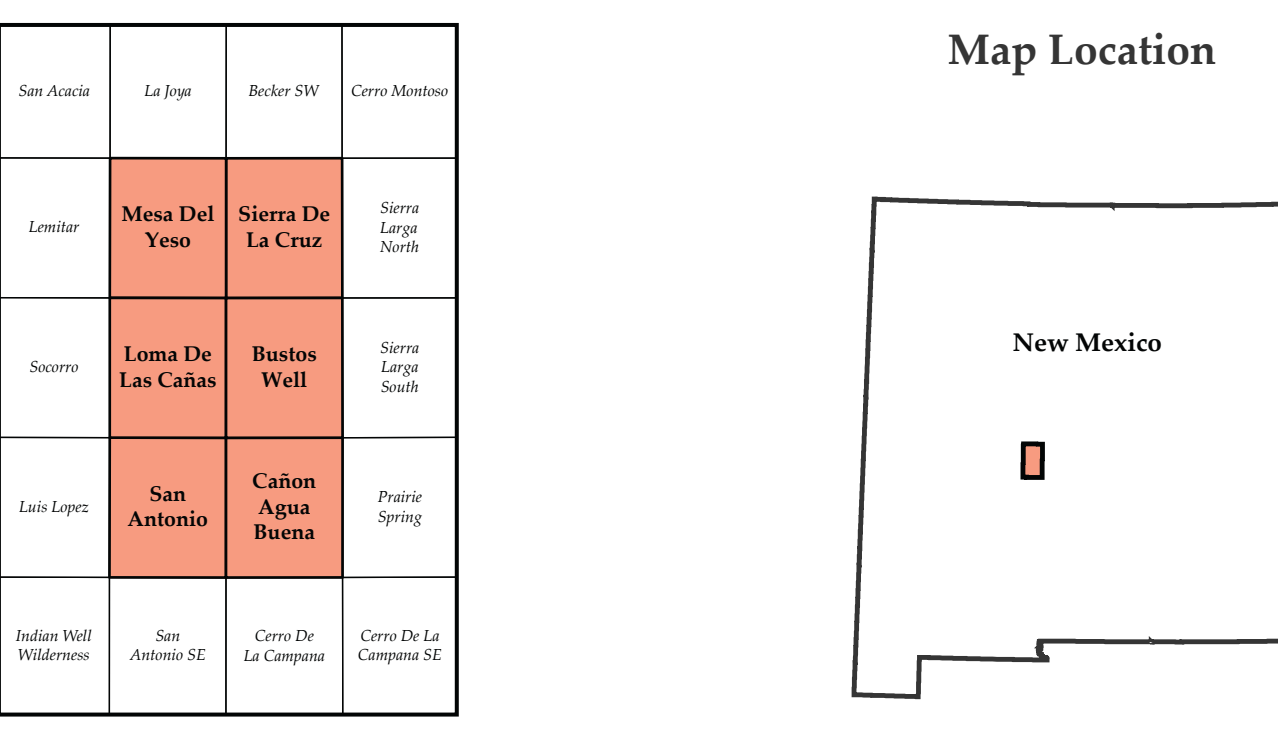 Map Location
San Acacia
La Joya
Becker SW
Cerro Montoso
Lemitar
Mesa Del
Yeso
Sierra De
La Cruz
Sierra
Larga
North
Socorro
Loma De
Las Cañas
Bustos
Well
Sierra
Larga
South
Luis Lopez
San
Antonio
Cañon
Agua
Buena
Prairie
Spring
Indian Well
Wilderness
San
Antonio SE
Cerro De
La Campana
Cerro De La
Campana SE
New Mexico